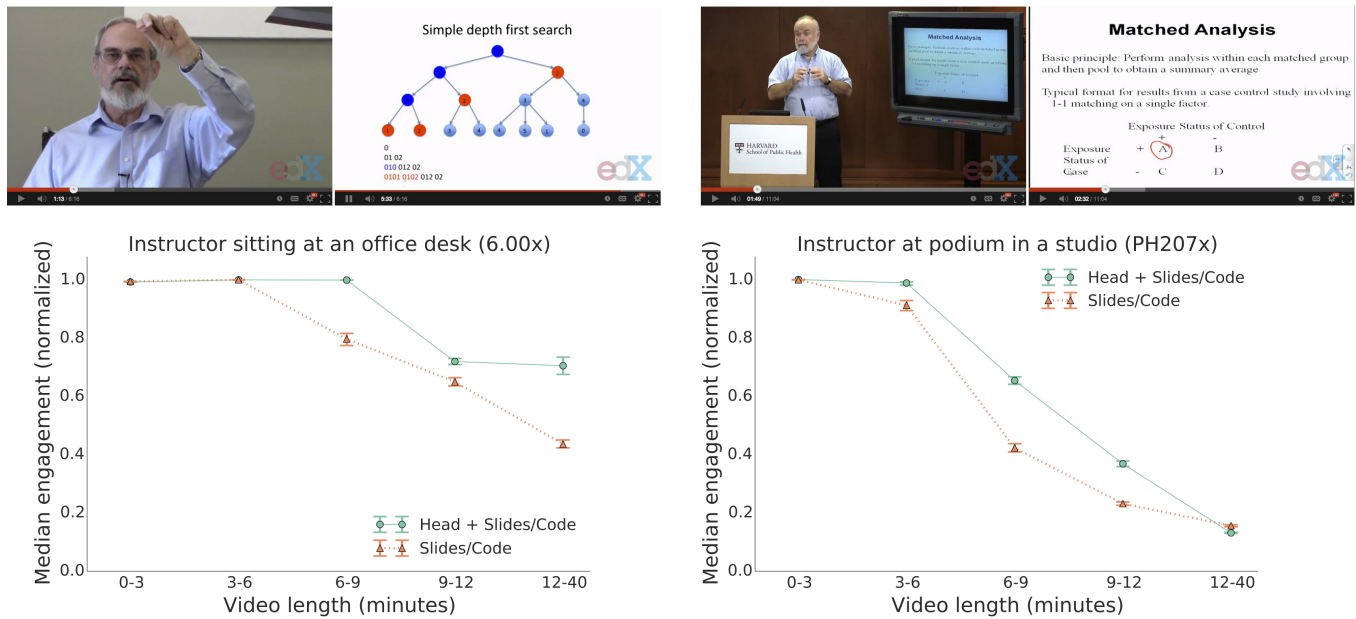 Simple depth first search
0
01 02
010 012 02
0101 0102 012 02
edX
1:13 / 6:16
5:33 / 6:16
HARVARD
School of Public Health
Matched Analysis
Matched Analysis
Basic principle: Perform analysis within each matched group
and then pool to obtain a summary average
Typical format for results from a case control study involving
1-1 matching on a single factor.
Exposure Status of Control
+ -
Exposure + A B
Status of
Case - C D
edX
01:49 / 11:04
02:32 / 11:04
Instructor sitting at an office desk (6.00x)
Median engagement (normalized)
1.0
0.8
0.6
0.4
0.2
0.0
Head + Slides/Code
Slides/Code
0-3 3-6 6-9 9-12 12-40
Video length (minutes)
Instructor at podium in a studio (PH207x)
Median engagement (normalized)
1.0
0.8
0.6
0.4
0.2
0.0
Head + Slides/Code
Slides/Code
0-3 3-6 6-9 9-12 12-40
Video length (minutes)